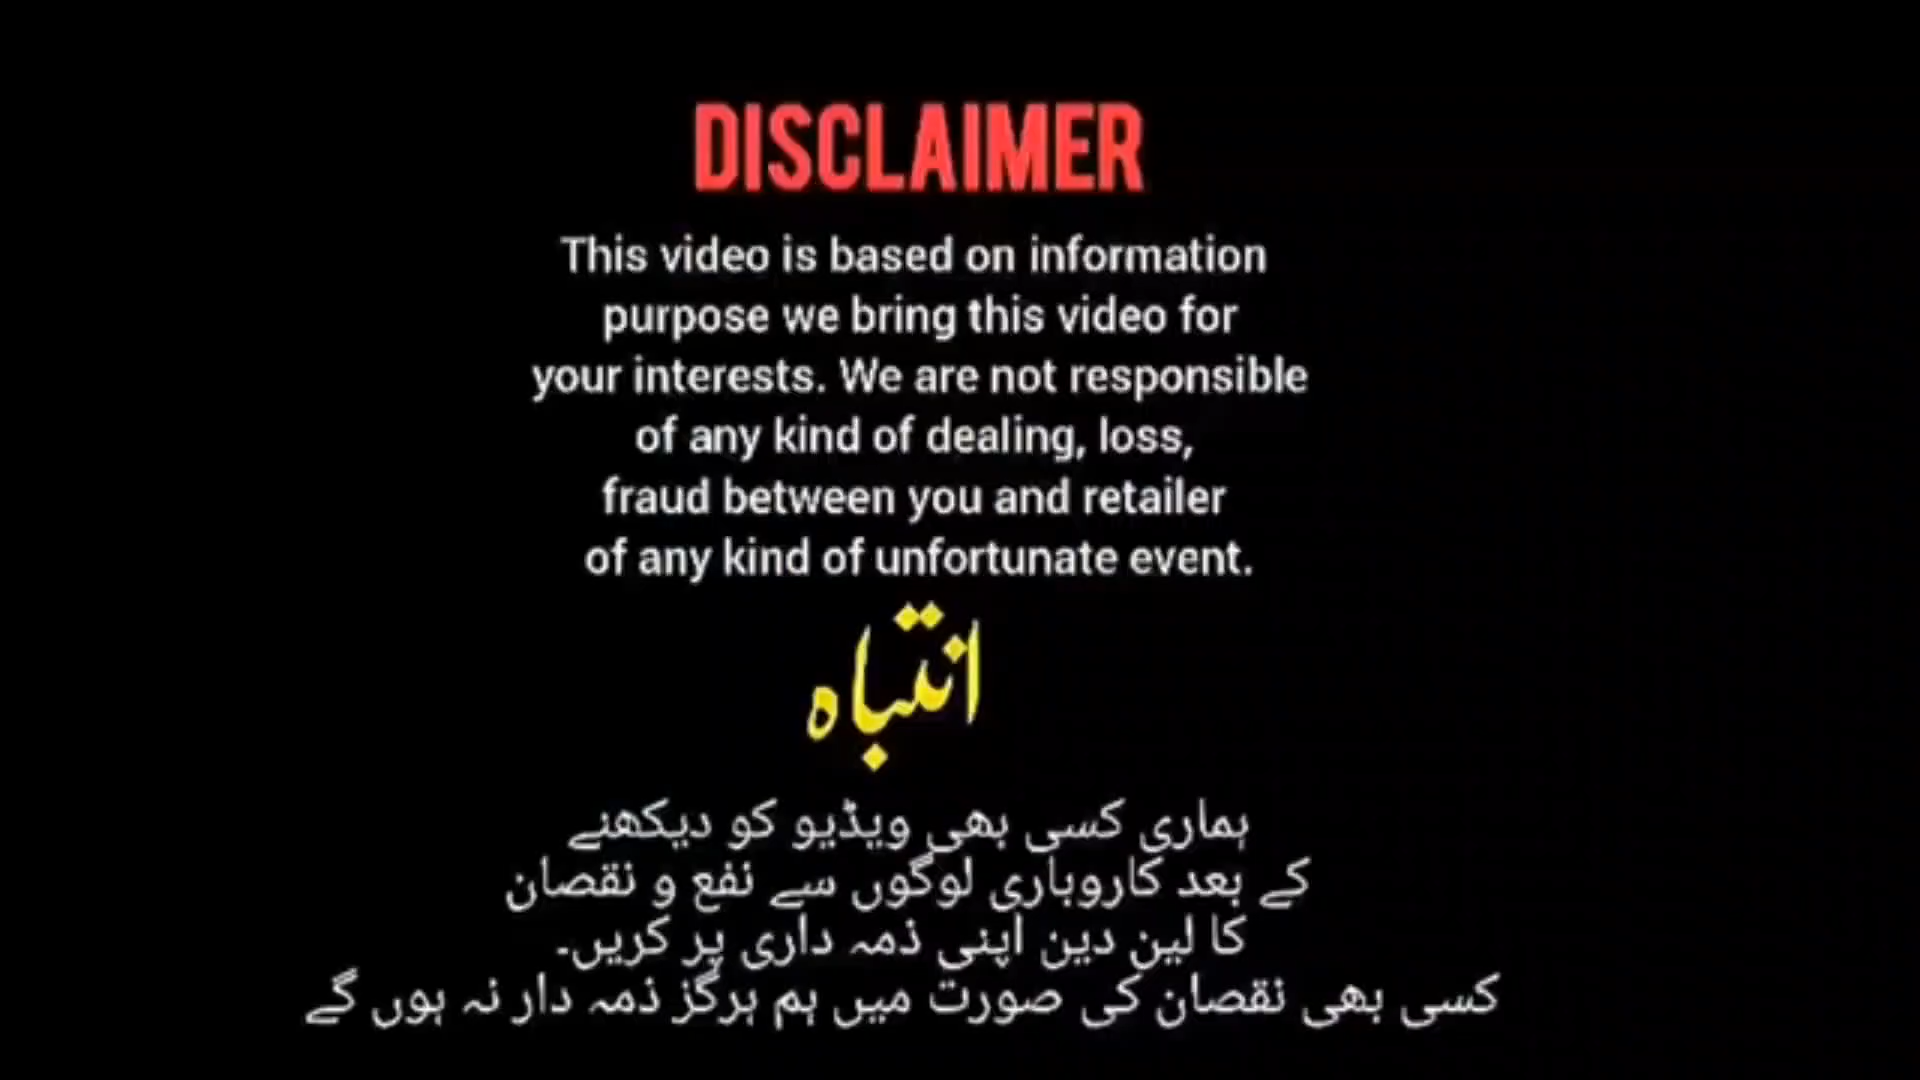 DISCLAIMER
This video is based on information
purpose we bring this video for
your interests. We are not responsible
of any kind of dealing, loss,
fraud between you and retailer
of any kind of unfortunate event.
انتباہ
ہماری کسی بھی ویڈیو کو دیکھنے
کے بعد کاروباری لوگوں سے نفع و نقصان
کا لین دین اپنی ذمہ داری پر کریں۔
کسی بھی نقصان کی صورت میں ہم ہرگز ذمہ دار نہ ہوں گے